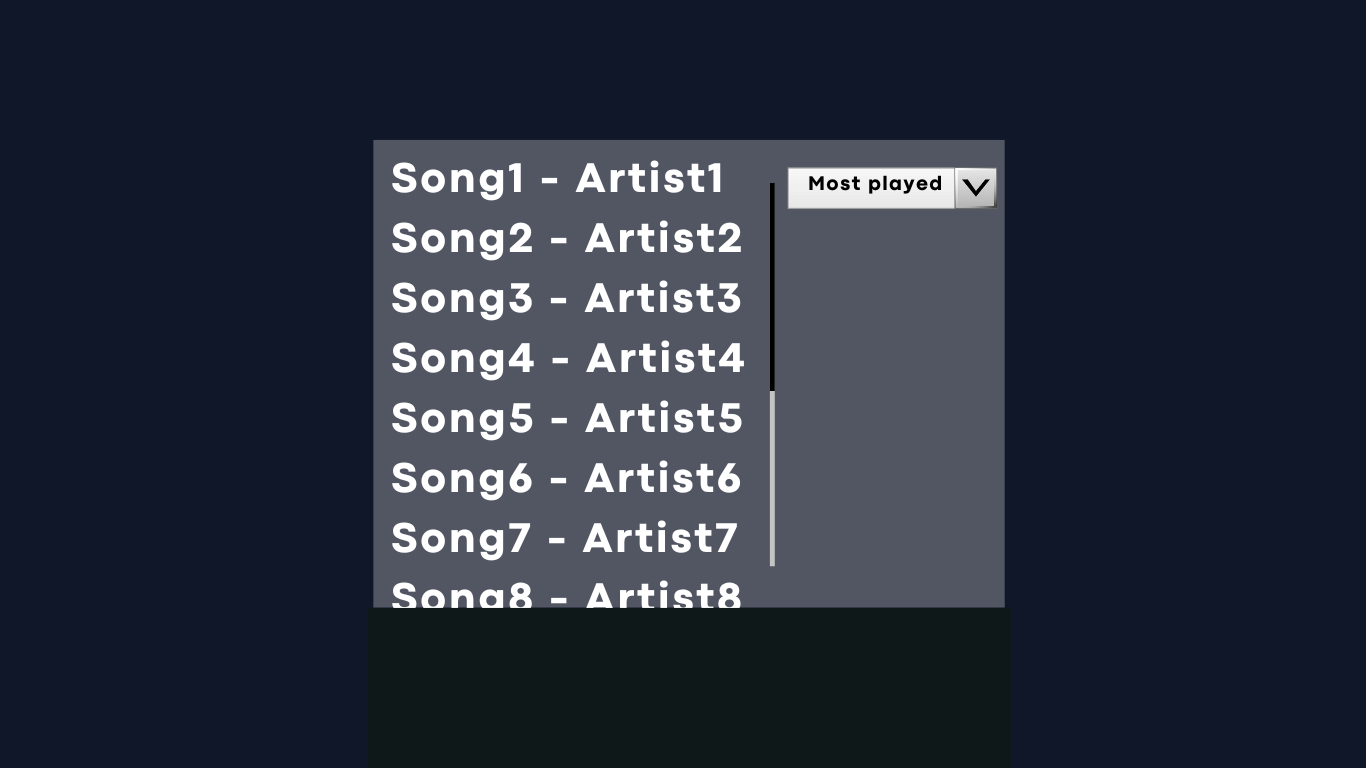 Song1 - Artist1
Most played
Song2 - Artist2
Song3 - Artist3
Song4 - Artist4
Song5 - Artist5
Song6 - Artist6
Song7 - Artist7
Song8 - Artist8